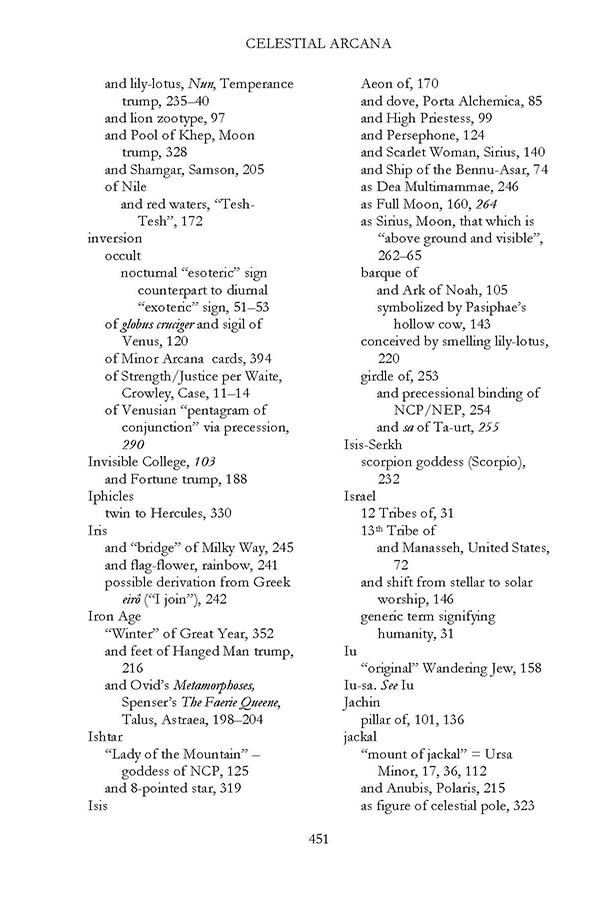 CELESTIAL ARCANA
and lily-lotus, Nun, Temperance
trump, 235–40
and lion zootype, 97
and Pool of Khep, Moon
trump, 328
and Shamgar, Samson, 205
of Nile
and red waters, “Tesh-
Tesh”, 172
inversion
occult
nocturnal “esoteric” sign
counterpart to diurnal
“exoteric” sign, 51–53
of globus cruciger and sigil of
Venus, 120
of Minor Arcana cards, 394
of Strength/Justice per Waite,
Crowley, Case, 11–14
of Venusian “pentagram of
conjunction” via precession,
290
Invisible College, 103
and Fortune trump, 188
Iphicles
twin to Hercules, 330
Iris
and “bridge” of Milky Way, 245
and flag-flower, rainbow, 241
possible derivation from Greek
eirô (“I join”), 242
Iron Age
“Winter” of Great Year, 352
and feet of Hanged Man trump,
216
and Ovid’s Metamorphoses,
Spenser’s The Faerie Queene,
Talus, Astraea, 198–204
Ishtar
“Lady of the Mountain” –
goddess of NCP, 125
and 8-pointed star, 319
Isis
Aeon of, 170
and dove, Porta Alchemica, 85
and High Priestess, 99
and Persephone, 124
and Scarlet Woman, Sirius, 140
and Ship of the Bennu-Asar, 74
as Dea Multimammae, 246
as Full Moon, 160, 264
as Sirius, Moon, that which is
“above ground and visible”,
262–65
barque of
and Ark of Noah, 105
symbolized by Pasiphae’s
hollow cow, 143
conceived by smelling lily-lotus,
220
girdle of, 253
and precessional binding of
NCP/NEP, 254
and sa of Ta-urt, 255
Isis-Serkh
scorpion goddess (Scorpio),
232
Israel
12 Tribes of, 31
13th Tribe of
and Manasseh, United States,
72
and shift from stellar to solar
worship, 146
generic term signifying
humanity, 31
Iu
“original” Wandering Jew, 158
Iu-sa. See Iu
Jachin
pillar of, 101, 136
jackal
“mount of jackal” = Ursa
Minor, 17, 36, 112
and Anubis, Polaris, 215
as figure of celestial pole, 323
451